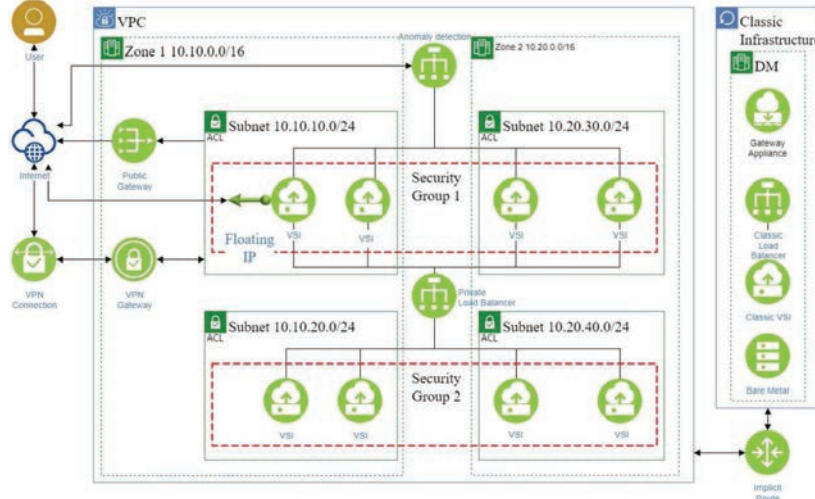 VPC
Classic
Infrastructure
Zone 1 10.10.0.0/16
Anomaly detection
Zone 2 10.20.0.0/16
DM
User
Subnet 10.10.10.0/24
ACL
Subnet 10.20.30.0/24
ACL
Gateway
Appliance
Internet
Public
Gateway
Security
Group 1
VSI
VSI
VSI
VSI
Floating
IP
Classic
Load
Balancer
VPN
Connection
VPN
Gateway
Private
Load Balancer
Classic VSI
Subnet 10.10.20.0/24
ACL
Subnet 10.20.40.0/24
ACL
Security
Group 2
Bare Metal
VSI
VSI
VSI
VSI
Implicit
Route